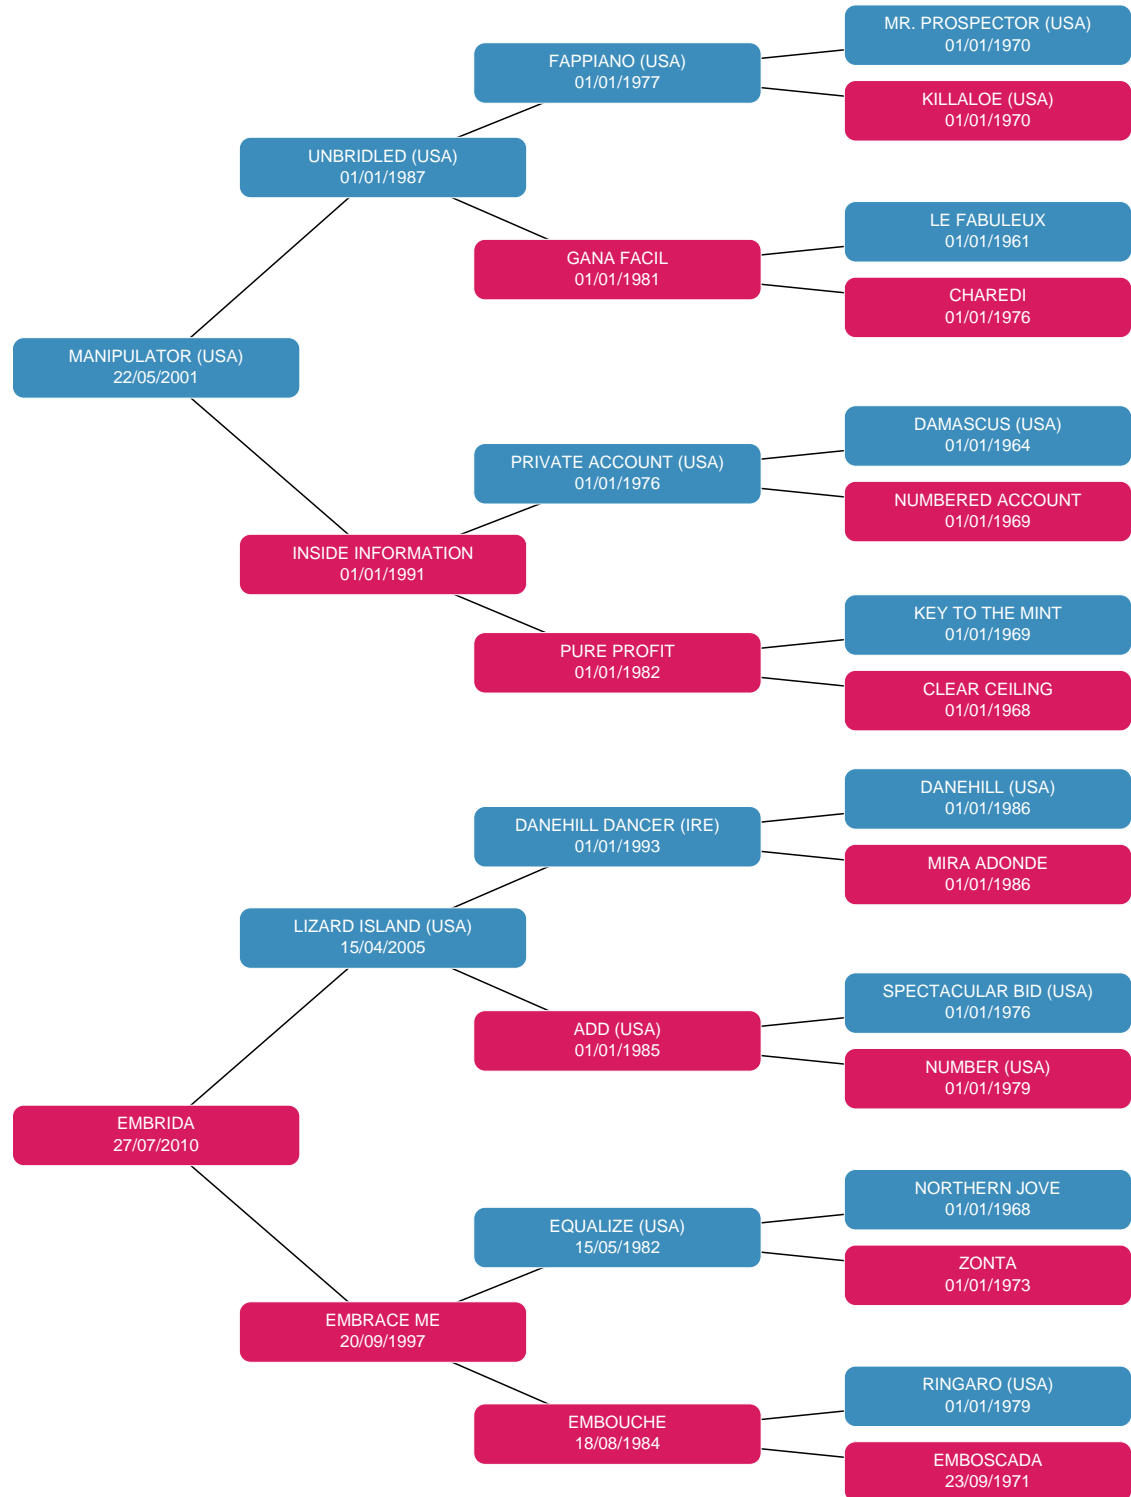 MR. PROSPECTOR (USA)
01/01/1970
FAPPIANO (USA)
01/01/1977
KILLALOE (USA)
01/01/1970
UNBRIDLED (USA)
01/01/1987
LE FABULEUX
01/01/1961
GANA FACIL
01/01/1981
CHAREDI
01/01/1976
MANIPULATOR (USA)
22/05/2001
DAMASCUS (USA)
01/01/1964
PRIVATE ACCOUNT (USA)
01/01/1976
NUMBERED ACCOUNT
01/01/1969
INSIDE INFORMATION
01/01/1991
KEY TO THE MINT
01/01/1969
PURE PROFIT
01/01/1982
CLEAR CEILING
01/01/1968
DANEHILL (USA)
01/01/1986
DANEHILL DANCER (IRE)
01/01/1993
MIRA ADONDE
01/01/1986
LIZARD ISLAND (USA)
15/04/2005
SPECTACULAR BID (USA)
01/01/1976
ADD (USA)
01/01/1985
NUMBER (USA)
01/01/1979
EMBRIDA
27/07/2010
NORTHERN JOVE
01/01/1968
EQUALIZE (USA)
15/05/1982
ZONTA
01/01/1973
EMBRACE ME
20/09/1997
RINGARO (USA)
01/01/1979
EMBOUCHE
18/08/1984
EMBOSCADA
23/09/1971